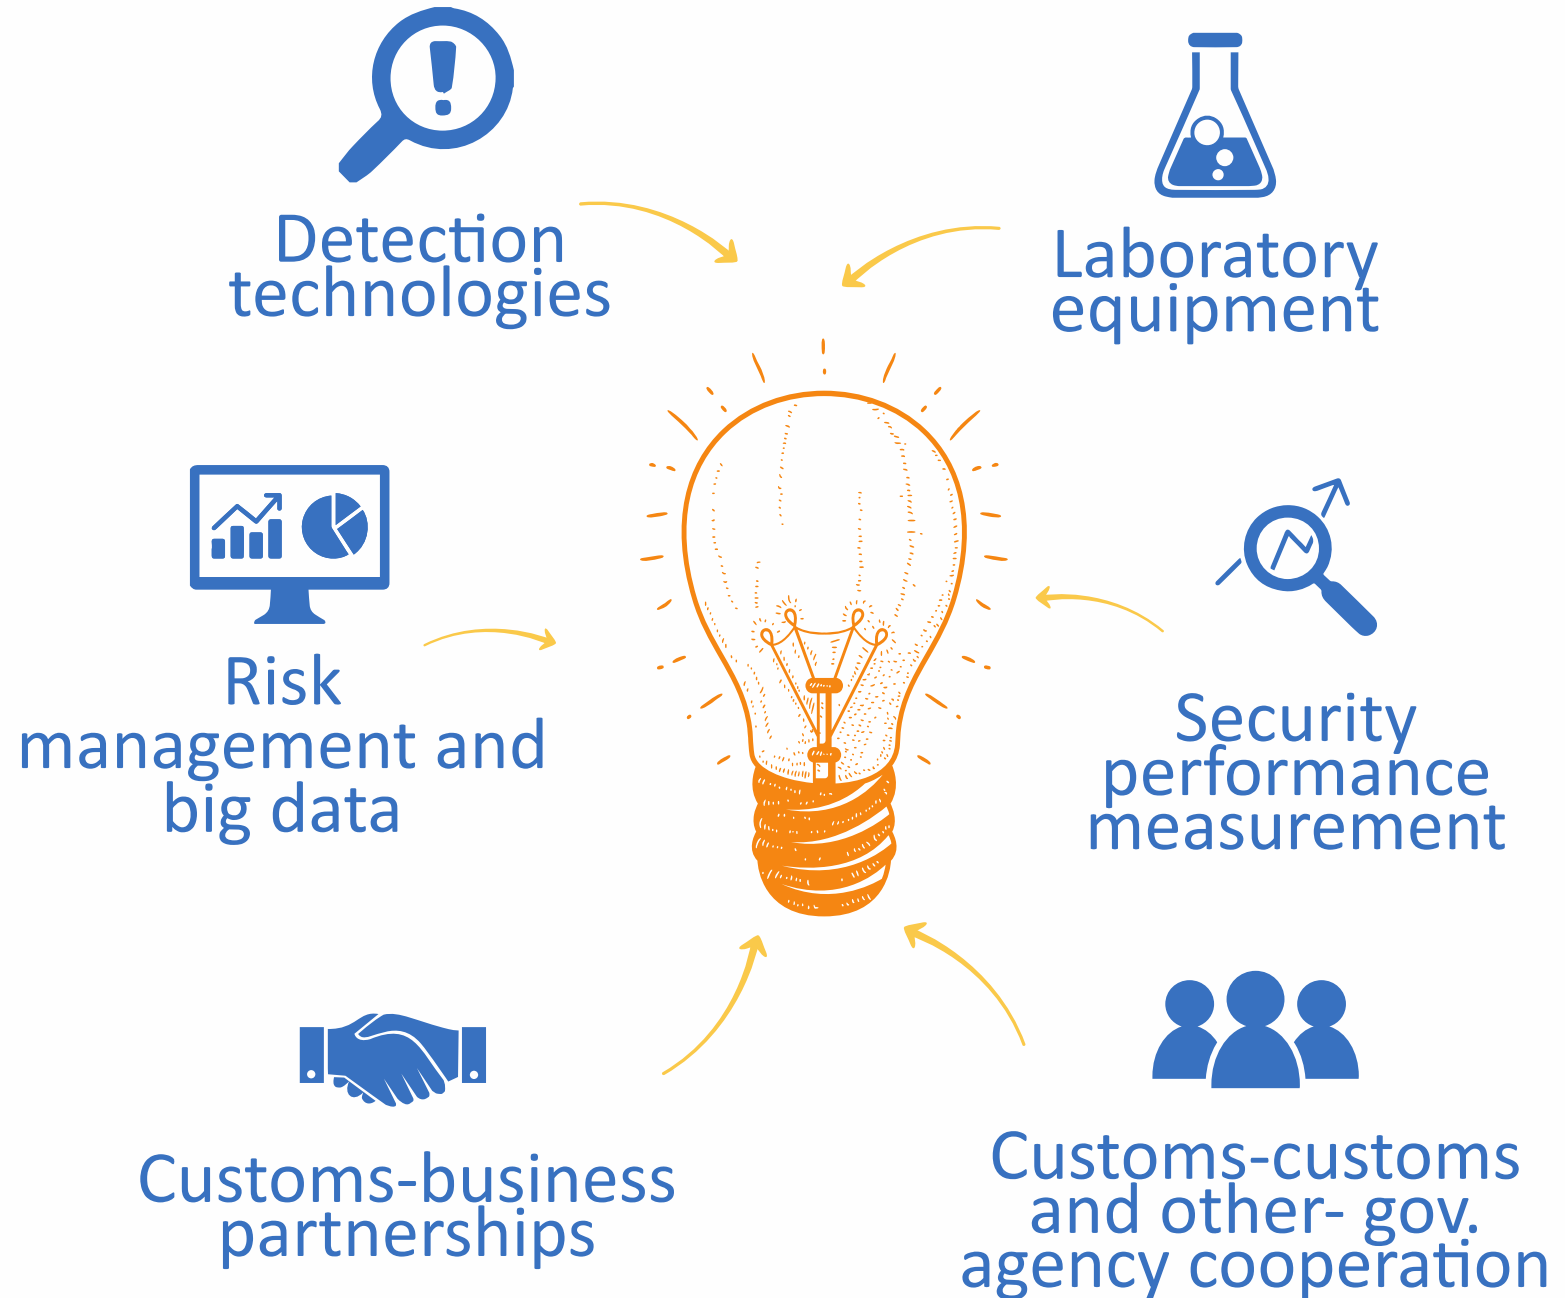 Detection
technologies
Laboratory
equipment
Risk
management and
big data
Security
performance
measurement
Customs-business
partnerships
Customs-customs
and other- gov.
agency cooperation